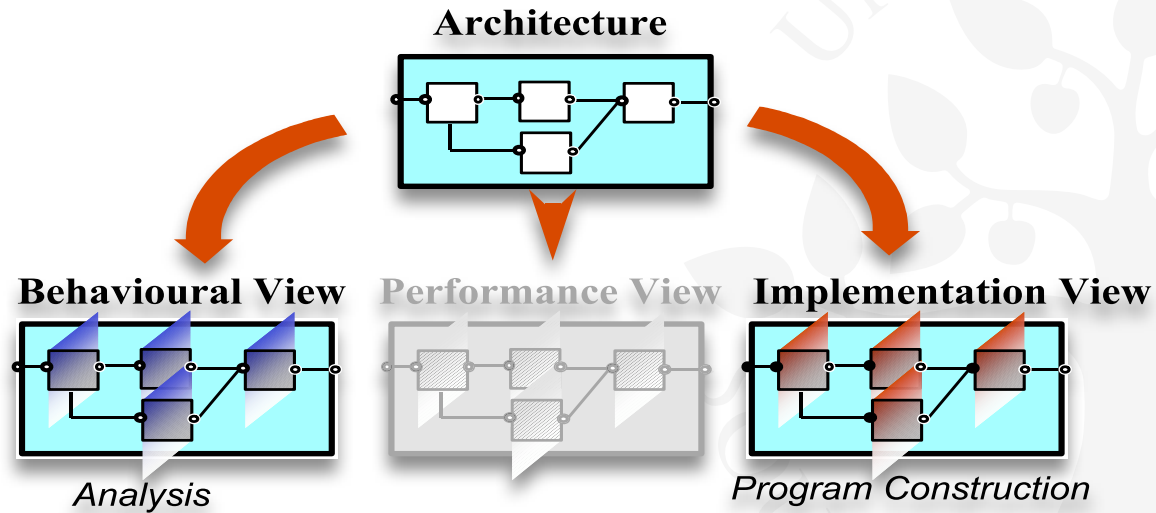 Architecture
Behavioural View
Performance View
Implementation View
Analysis
Program Construction